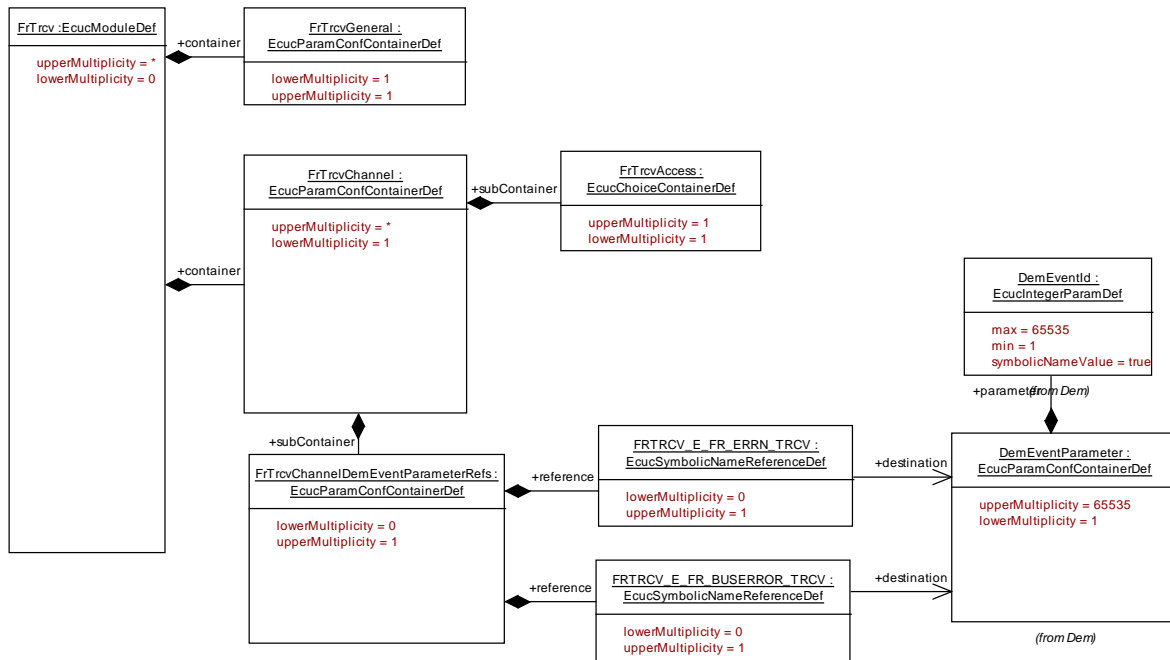 FrTrcv :EcucModuleDef
upperMultiplicity = *
lowerMultiplicity = 0
+container
FrTrcvGeneral :
EcucParamConfContainerDef
lowerMultiplicity = 1
upperMultiplicity = 1
+container
FrTrcvChannel :
EcucParamConfContainerDef
upperMultiplicity = *
lowerMultiplicity = 1
+subContainer
FrTrcvAccess :
EcucChoiceContainerDef
upperMultiplicity = 1
lowerMultiplicity = 1
DemEventId :
EcucIntegerParamDef
max = 65535
min = 1
symbolicNameValue = true
+parameter
(from Dem)
+subContainer
FrTrcvChannelDemEventParameterRefs :
EcucParamConfContainerDef
lowerMultiplicity = 0
upperMultiplicity = 1
+reference
FRTRCV_E_FR_ERRN_TRCV :
EcucSymbolicNameReferenceDef
lowerMultiplicity = 0
upperMultiplicity = 1
+destination
DemEventParameter :
EcucParamConfContainerDef
upperMultiplicity = 65535
lowerMultiplicity = 1
+reference
FRTRCV_E_FR_BUSERROR_TRCV :
EcucSymbolicNameReferenceDef
lowerMultiplicity = 0
upperMultiplicity = 1
+destination
(from Dem)